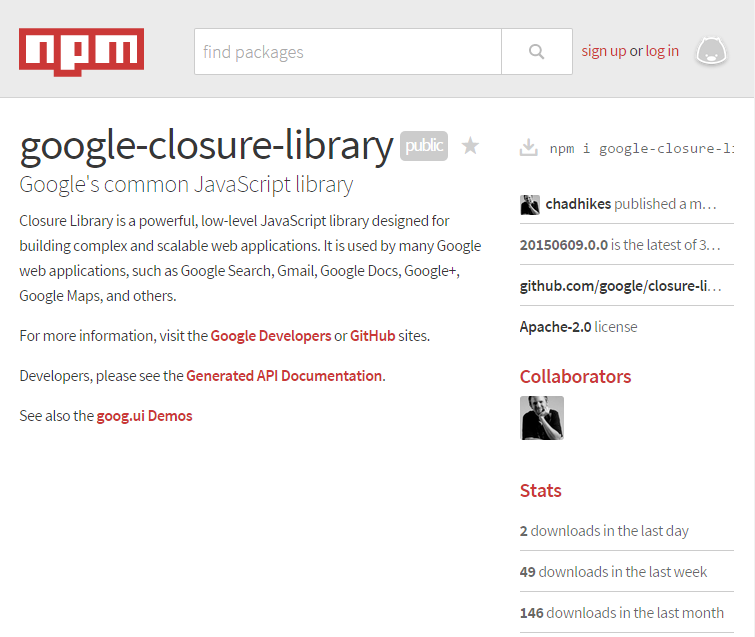 npm
find packages
sign up or log in
google-closure-library public
Google's common JavaScript library
Closure Library is a powerful, low-level JavaScript library designed for
building complex and scalable web applications. It is used by many Google
web applications, such as Google Search, Gmail, Google Docs, Google+,
Google Maps, and others.
For more information, visit the Google Developers or GitHub sites.
Developers, please see the Generated API Documentation.
See also the goog.ui Demos
npm i google-closure-li
chadhikes published a m…
20150609.0.0 is the latest of 3…
github.com/google/closure-li…
Apache-2.0 license
Collaborators
Stats
2 downloads in the last day
49 downloads in the last week
146 downloads in the last month